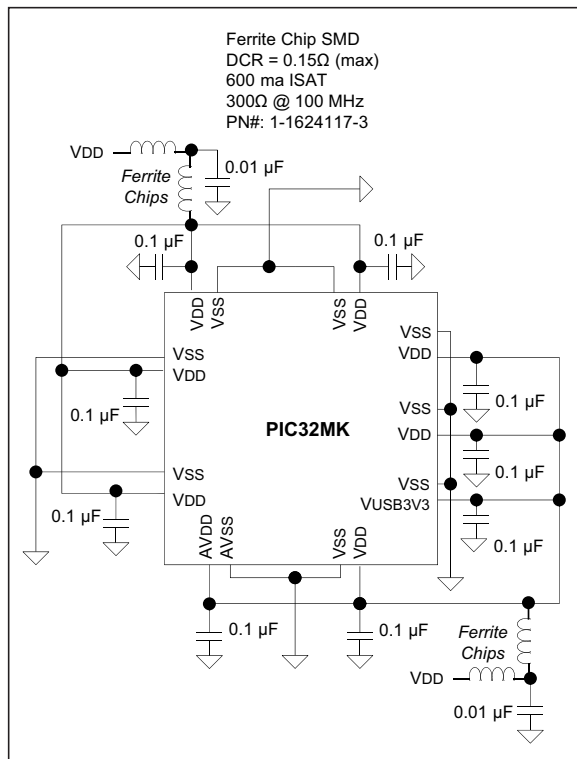 Ferrite Chip SMD
DCR = 0.15Ω (max)
600 ma ISAT
300Ω @ 100 MHz
PN#: 1-1624117-3
VDD
0.01 µF
Ferrite
Chips
0.1 µF
0.1 µF
VDD
VSS
VSS
VDD
VSS
VDD
VSS
VDD
0.1 µF
0.1 µF
VSS
VDD
PIC32MK
VSS
VDD
0.1 µF
VSS
VUSB3V3
0.1 µF
0.1 µF
AVDD
AVSS
VSS
VDD
0.1 µF
0.1 µF
0.1 µF
Ferrite
Chips
VDD
0.01 µF